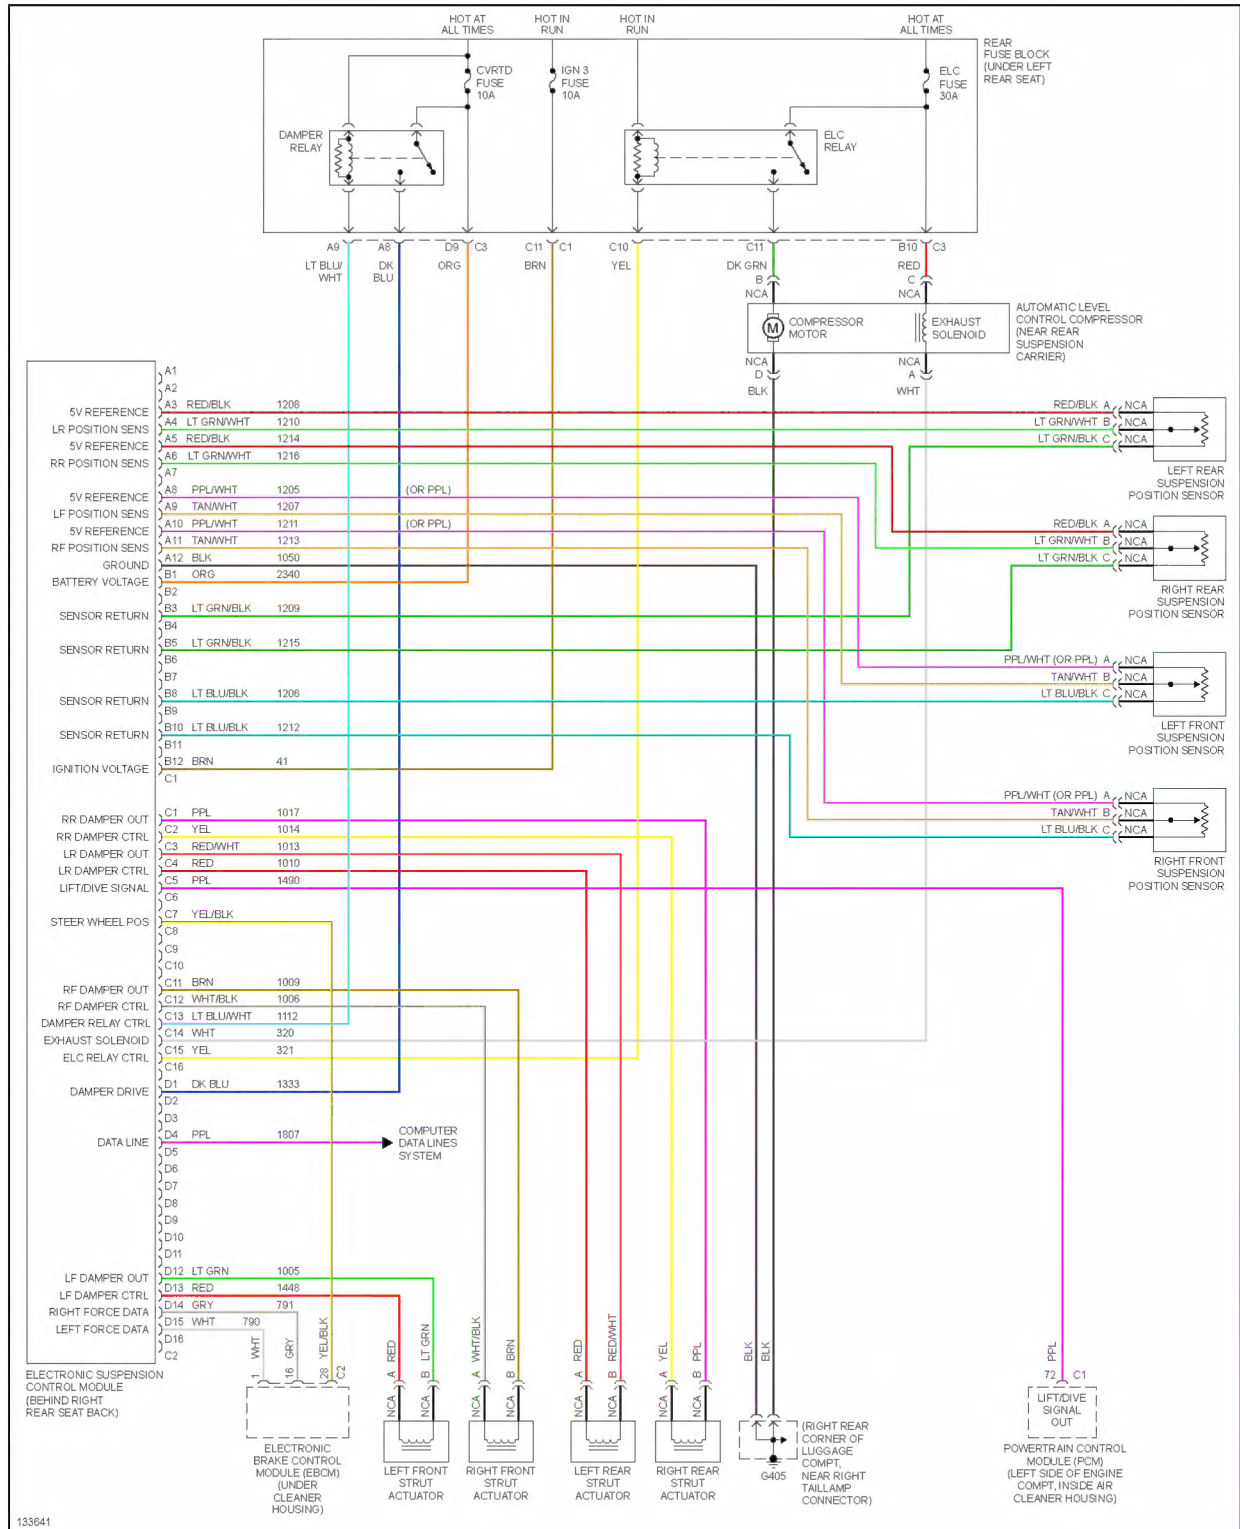 HOT AT
ALL TIMES
HOT IN
RUN
HOT IN
RUN
HOT AT
ALL TIMES
REAR
FUSE BLOCK
(UNDER LEFT
REAR SEAT)
CVRTD
FUSE
10A
IGN 3
FUSE
10A
ELC
FUSE
30A
DAMPER
RELAY
ELC
RELAY
A9 A8 D9 C3 C11 C1 C10 C11 B10 C3
LT BLU/
WHT
DK
BLU
ORG
BRN
YEL
DK GRN
RED
B
C
NCA
NCA
M
COMPRESSOR
MOTOR
EXHAUST
SOLENOID
AUTOMATIC LEVEL
CONTROL COMPRESSOR
(NEAR REAR
SUSPENSION
CARRIER)
NCA
NCA
D
A
BLK
WHT
A1
A2
5V REFERENCE A3 RED/BLK 1208
LR POSITION SENS A4 LT GRN/WHT 1210
5V REFERENCE A5 RED/BLK 1214
RR POSITION SENS A6 LT GRN/WHT 1216
A7
5V REFERENCE A8 PPL/WHT 1205 (OR PPL)
LF POSITION SENS A9 TAN/WHT 1207
5V REFERENCE A10 PPL/WHT 1211 (OR PPL)
RF POSITION SENS A11 TAN/WHT 1213
GROUND A12 BLK 1050
BATTERY VOLTAGE B1 ORG 2340
B2
SENSOR RETURN B3 LT GRN/BLK 1209
B4
SENSOR RETURN B5 LT GRN/BLK 1215
B6
B7
SENSOR RETURN B8 LT BLU/BLK 1206
B9
SENSOR RETURN B10 LT BLU/BLK 1212
B11
IGNITION VOLTAGE B12 BRN 41
C1
RR DAMPER OUT C1 PPL 1017
RR DAMPER CTRL C2 YEL 1014
LR DAMPER OUT C3 RED/WHT 1013
LR DAMPER CTRL C4 RED 1010
LIFT/DIVE SIGNAL C5 PPL 1490
C6
STEER WHEEL POS C7 YEL/BLK
C8
C9
C10
RF DAMPER OUT C11 BRN 1009
RF DAMPER CTRL C12 WHT/BLK 1006
DAMPER RELAY CTRL C13 LT BLU/WHT 1112
EXHAUST SOLENOID C14 WHT 320
ELC RELAY CTRL C15 YEL 321
C16
DAMPER DRIVE D1 DK BLU 1333
D2
D3
DATA LINE D4 PPL 1807
COMPUTER
DATA LINES
SYSTEM
D5
D6
D7
D8
D9
D10
D11
LF DAMPER OUT D12 LT GRN 1005
LF DAMPER CTRL D13 RED 1448
RIGHT FORCE DATA D14 GRY 791
LEFT FORCE DATA D15 WHT 790
D16
C2
ELECTRONIC SUSPENSION
CONTROL MODULE
(BEHIND RIGHT
REAR SEAT BACK)
RED/BLK A NCA
LT GRN/WHT B NCA
LT GRN/BLK C NCA
LEFT REAR
SUSPENSION
POSITION SENSOR
RED/BLK A NCA
LT GRN/WHT B NCA
LT GRN/BLK C NCA
RIGHT REAR
SUSPENSION
POSITION SENSOR
PPL/WHT (OR PPL) A NCA
TAN/WHT B NCA
LT BLU/BLK C NCA
LEFT FRONT
SUSPENSION
POSITION SENSOR
PPL/WHT (OR PPL) A NCA
TAN/WHT B NCA
LT BLU/BLK C NCA
RIGHT FRONT
SUSPENSION
POSITION SENSOR
1 WHT
16 GRY
28 YEL/BLK
C2
ELECTRONIC
BRAKE CONTROL
MODULE (EBCM)
(UNDER
CLEANER
HOUSING)
NCA A RED
NCA B LT GRN
LEFT FRONT
STRUT
ACTUATOR
NCA A WHT/BLK
NCA B BRN
RIGHT FRONT
STRUT
ACTUATOR
NCA A RED
NCA B RED/WHT
LEFT REAR
STRUT
ACTUATOR
NCA A YEL
NCA B PPL
RIGHT REAR
STRUT
ACTUATOR
BLK
BLK
G405
(RIGHT REAR
CORNER OF
LUGGAGE
COMPT,
NEAR RIGHT
TAILLAMP
CONNECTOR)
PPL
72 C1
LIFT/DIVE
SIGNAL
OUT
POWERTRAIN CONTROL
MODULE (PCM)
(LEFT SIDE OF ENGINE
COMPT, INSIDE AIR
CLEANER HOUSING)
133641